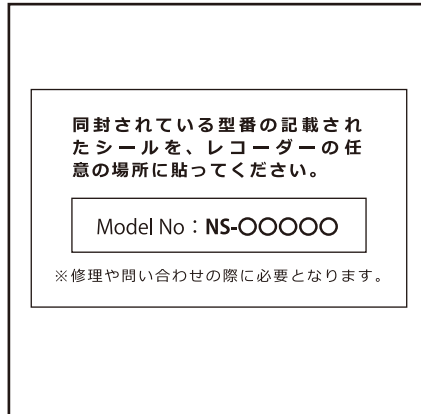 同封されている型番の記載され
たシールを、レコーダーの任
意の場所に貼ってください。
Model No：NS-○○○○○
※修理や問い合わせの際に必要となります。